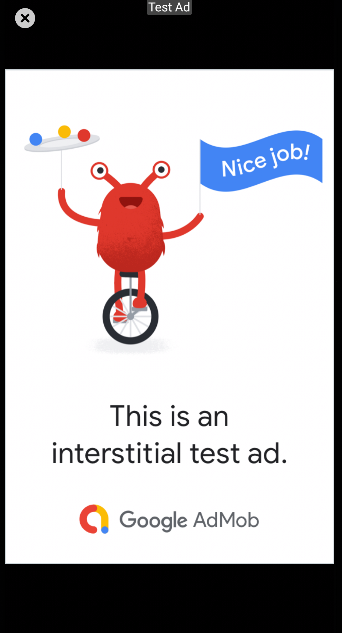 Test Ad
Nice job!
This is an
interstitial test ad.
Google AdMob